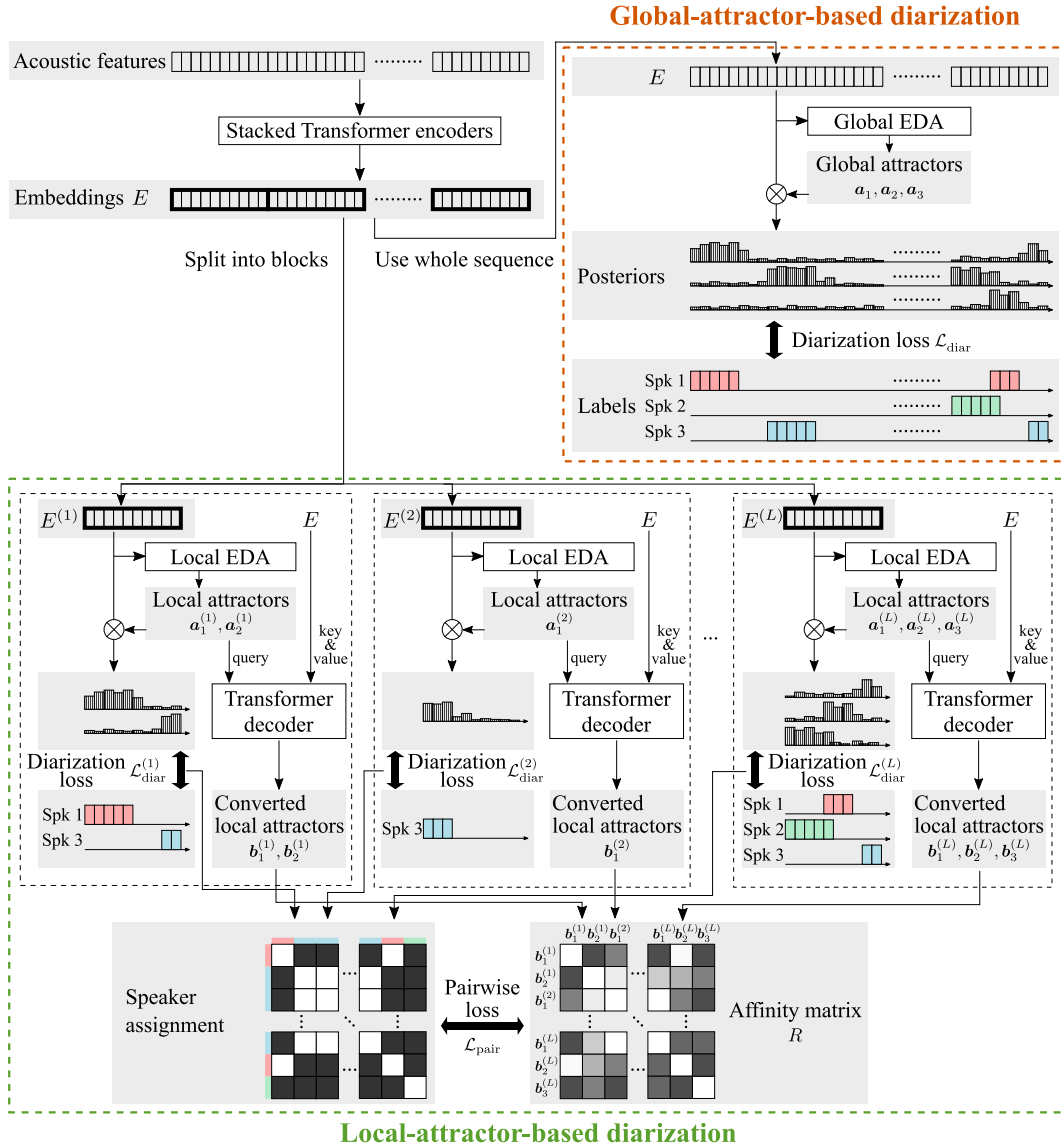 Global-attractor-based diarization
Acoustic features
.........
Stacked Transformer encoders
Embeddings E
.........
Split into blocks
Use whole sequence
E
.........
Global EDA
Global attractors
a₁, a₂, a₃
Posteriors
.........
.........
.........
Diarization loss ℒ_diar
Labels
Spk 1
.........
Spk 2
.........
Spk 3
.........
E⁽¹⁾
E
Local EDA
Local attractors
a₁⁽¹⁾, a₂⁽¹⁾
query
key
&
value
Transformer
decoder
Diarization
loss ℒ_diar⁽¹⁾
Spk 1
Spk 3
Converted
local attractors
b₁⁽¹⁾, b₂⁽¹⁾
E⁽²⁾
E
Local EDA
Local attractors
a₁⁽²⁾
query
key
&
value
Transformer
decoder
Diarization
loss ℒ_diar⁽²⁾
Spk 3
Converted
local attractors
b₁⁽²⁾
...
E⁽ᴸ⁾
E
Local EDA
Local attractors
a₁⁽ᴸ⁾, a₂⁽ᴸ⁾, a₃⁽ᴸ⁾
query
key
&
value
Transformer
decoder
Diarization
loss ℒ_diar⁽ᴸ⁾
Spk 1
Spk 2
Spk 3
Converted
local attractors
b₁⁽ᴸ⁾, b₂⁽ᴸ⁾, b₃⁽ᴸ⁾
Speaker
assignment
...
...
Pairwise
loss
ℒ_pair
b₁⁽¹⁾ b₂⁽¹⁾ b₁⁽²⁾ b₁⁽ᴸ⁾ b₂⁽ᴸ⁾ b₃⁽ᴸ⁾
b₁⁽¹⁾
b₂⁽¹⁾
b₁⁽²⁾
b₁⁽ᴸ⁾
b₂⁽ᴸ⁾
b₃⁽ᴸ⁾
...
...
Affinity matrix
R
Local-attractor-based diarization